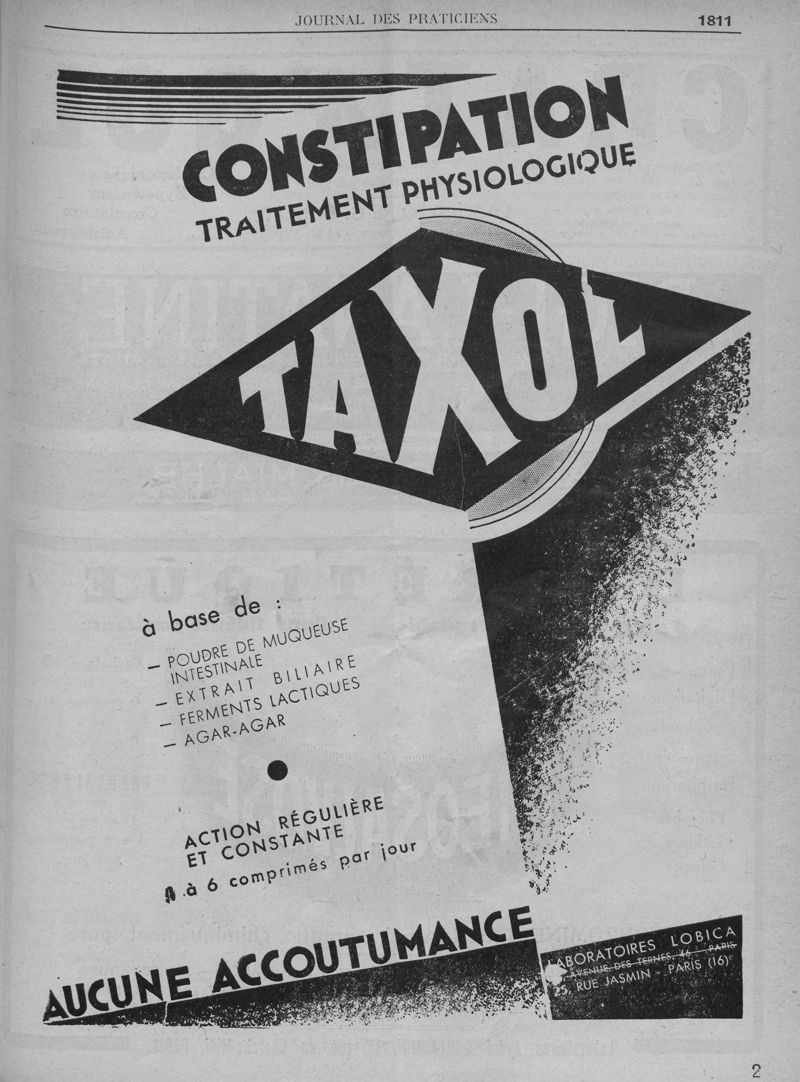 JOURNAL DES PRATICIENS 1811
CONSTIPATION
TRAITEMENT PHYSIOLOGIQUE
TAXOL
à base de :
— POUDRE DE MUQUEUSE
INTESTINALE
— EXTRAIT BILIAIRE
— FERMENTS LACTIQUES
— AGAR-AGAR
ACTION RÉGULIÈRE
ET CONSTANTE
à 6 comprimés par jour
AUCUNE ACCOUTUMANCE
LABORATOIRES LOBICA
AVENUE DES TERNES, 46 - PARIS
25, RUE JASMIN - PARIS (16)e
2